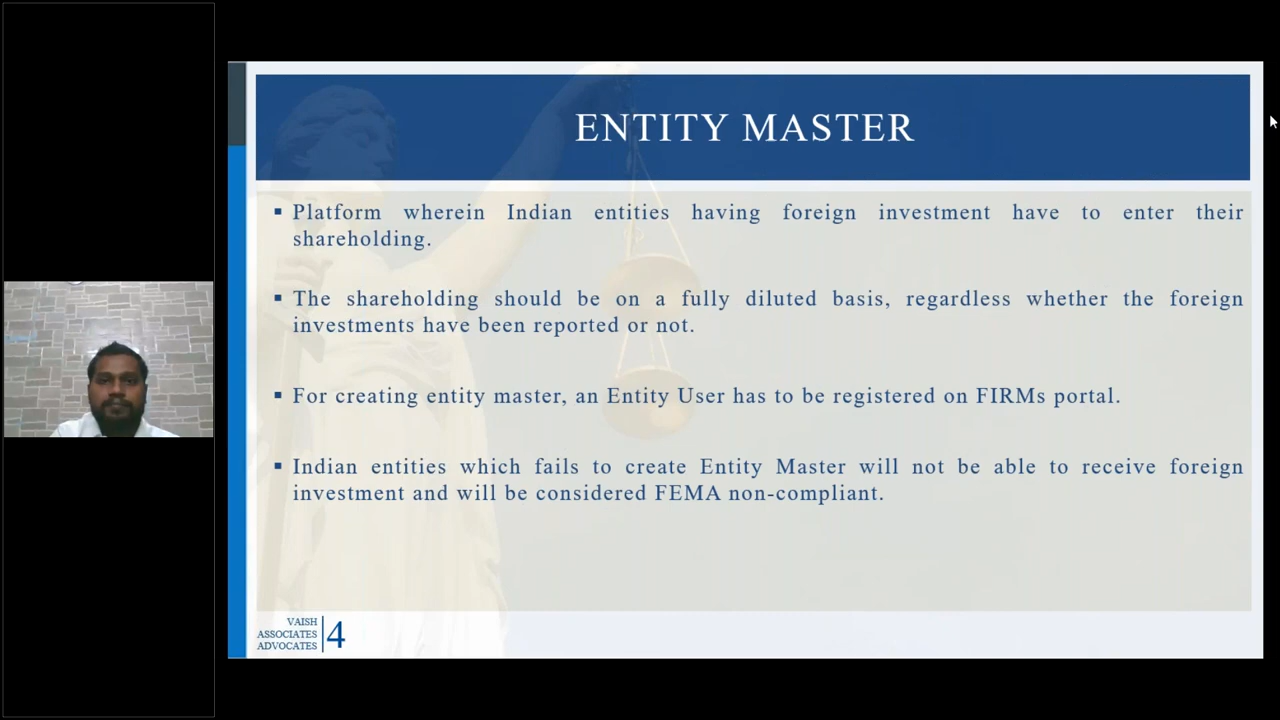 ENTITY MASTER
▪ Platform wherein Indian entities having foreign investment have to enter their
shareholding.
▪ The shareholding should be on a fully diluted basis, regardless whether the foreign
investments have been reported or not.
▪ For creating entity master, an Entity User has to be registered on FIRMs portal.
▪ Indian entities which fails to create Entity Master will not be able to receive foreign
investment and will be considered FEMA non-compliant.
VAISH
ASSOCIATES
ADVOCATES
4